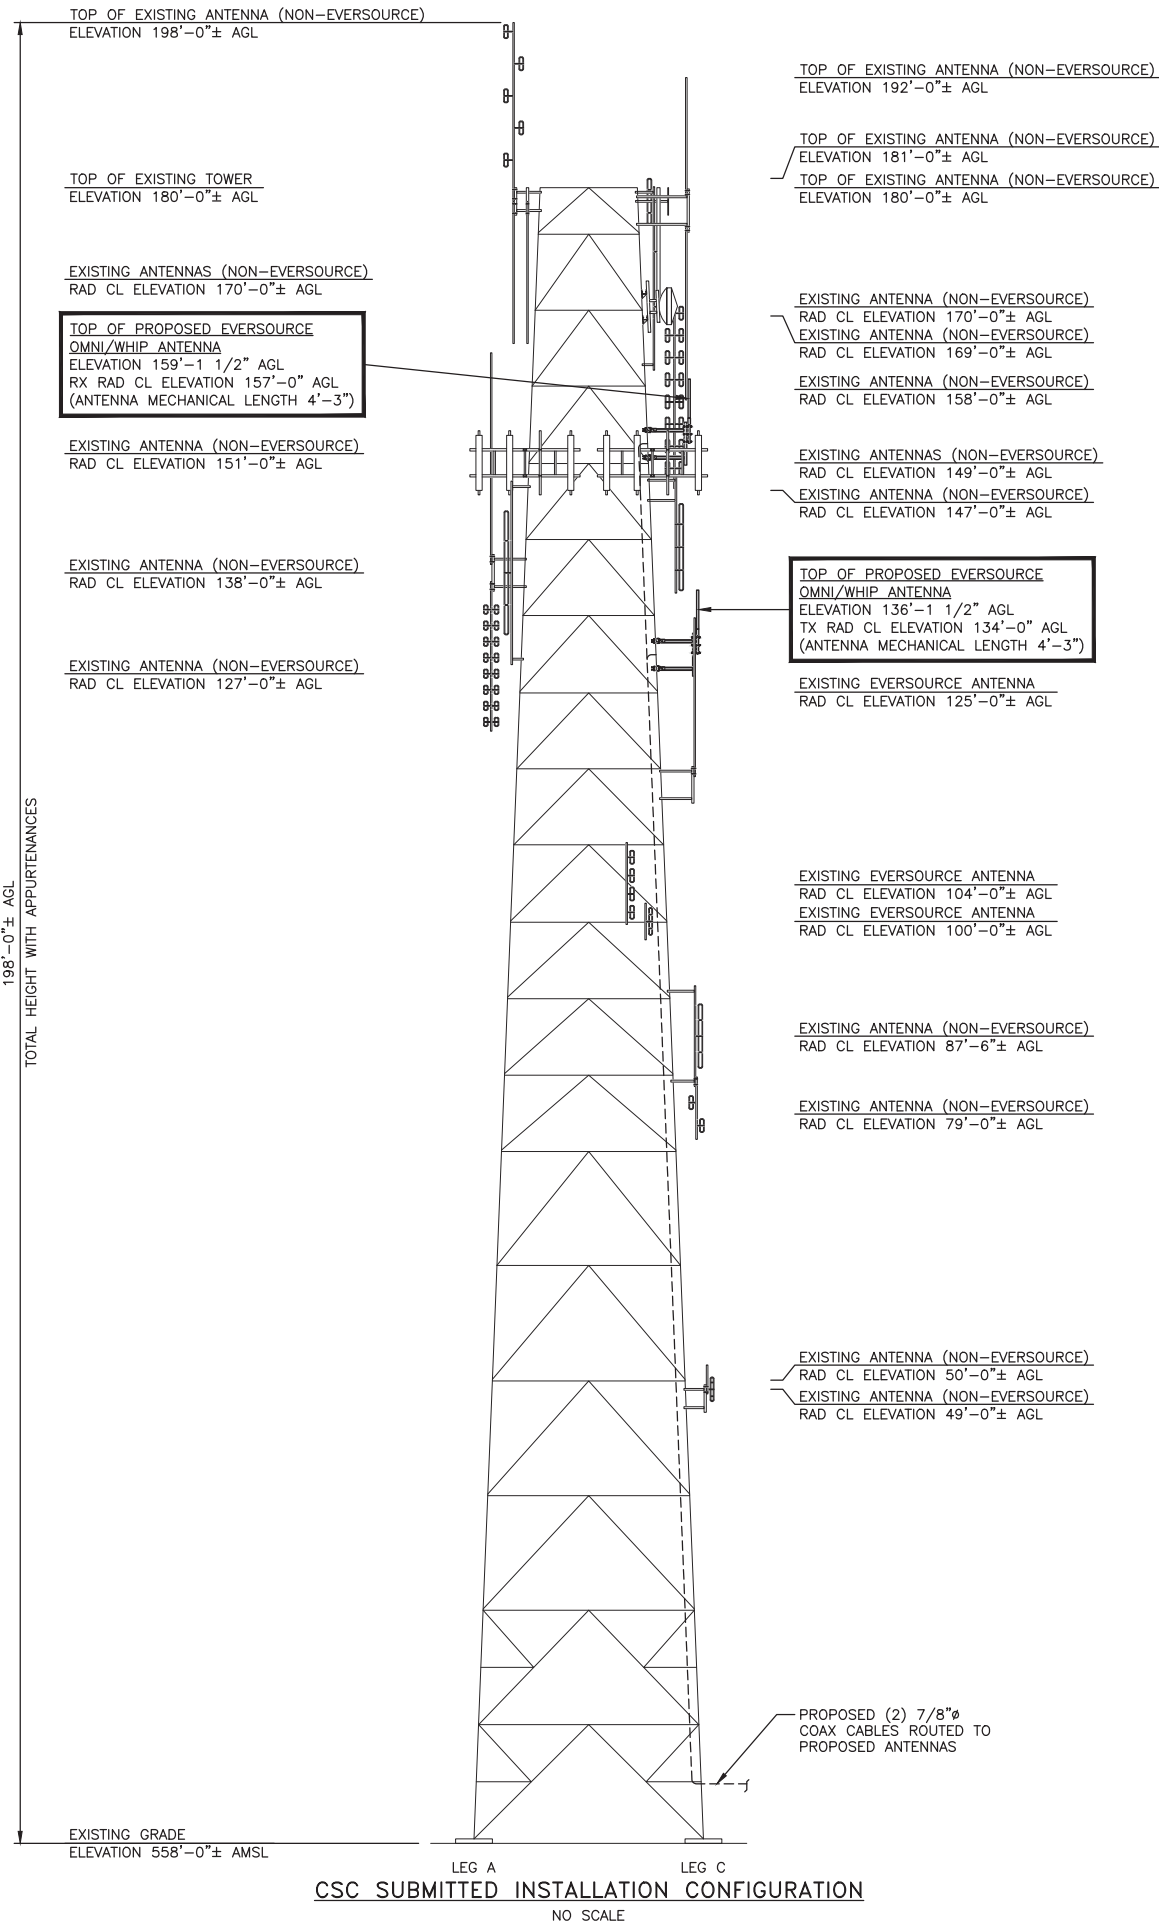 TOP OF EXISTING ANTENNA (NON-EVERSOURCE)
ELEVATION 198'-0"± AGL
TOP OF EXISTING ANTENNA (NON-EVERSOURCE)
ELEVATION 192'-0"± AGL
TOP OF EXISTING ANTENNA (NON-EVERSOURCE)
ELEVATION 181'-0"± AGL
TOP OF EXISTING TOWER
ELEVATION 180'-0"± AGL
TOP OF EXISTING ANTENNA (NON-EVERSOURCE)
ELEVATION 180'-0"± AGL
EXISTING ANTENNAS (NON-EVERSOURCE)
RAD CL ELEVATION 170'-0"± AGL
EXISTING ANTENNA (NON-EVERSOURCE)
RAD CL ELEVATION 170'-0"± AGL
EXISTING ANTENNA (NON-EVERSOURCE)
RAD CL ELEVATION 169'-0"± AGL
TOP OF PROPOSED EVERSOURCE
OMNI/WHIP ANTENNA
ELEVATION 159'-1 1/2" AGL
RX RAD CL ELEVATION 157'-0" AGL
(ANTENNA MECHANICAL LENGTH 4'-3")
EXISTING ANTENNA (NON-EVERSOURCE)
RAD CL ELEVATION 158'-0"± AGL
EXISTING ANTENNA (NON-EVERSOURCE)
RAD CL ELEVATION 151'-0"± AGL
EXISTING ANTENNAS (NON-EVERSOURCE)
RAD CL ELEVATION 149'-0"± AGL
EXISTING ANTENNA (NON-EVERSOURCE)
RAD CL ELEVATION 147'-0"± AGL
EXISTING ANTENNA (NON-EVERSOURCE)
RAD CL ELEVATION 138'-0"± AGL
TOP OF PROPOSED EVERSOURCE
OMNI/WHIP ANTENNA
ELEVATION 136'-1 1/2" AGL
TX RAD CL ELEVATION 134'-0" AGL
(ANTENNA MECHANICAL LENGTH 4'-3")
EXISTING ANTENNA (NON-EVERSOURCE)
RAD CL ELEVATION 127'-0"± AGL
EXISTING EVERSOURCE ANTENNA
RAD CL ELEVATION 125'-0"± AGL
198'-0"± AGL
TOTAL HEIGHT WITH APPURTENANCES
EXISTING EVERSOURCE ANTENNA
RAD CL ELEVATION 104'-0"± AGL
EXISTING EVERSOURCE ANTENNA
RAD CL ELEVATION 100'-0"± AGL
EXISTING ANTENNA (NON-EVERSOURCE)
RAD CL ELEVATION 87'-6"± AGL
EXISTING ANTENNA (NON-EVERSOURCE)
RAD CL ELEVATION 79'-0"± AGL
EXISTING ANTENNA (NON-EVERSOURCE)
RAD CL ELEVATION 50'-0"± AGL
EXISTING ANTENNA (NON-EVERSOURCE)
RAD CL ELEVATION 49'-0"± AGL
PROPOSED (2) 7/8"ø
COAX CABLES ROUTED TO
PROPOSED ANTENNAS
EXISTING GRADE
ELEVATION 558'-0"± AMSL
LEG A
LEG C
CSC SUBMITTED INSTALLATION CONFIGURATION
NO SCALE